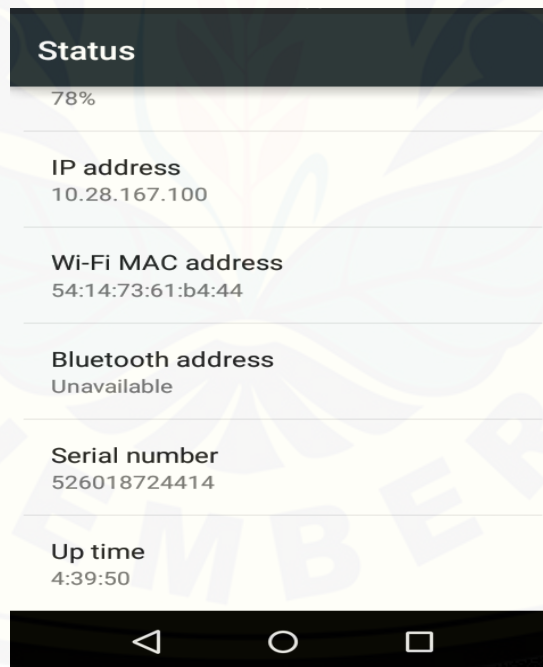 Status
78%
IP address
10.28.167.100
Wi-Fi MAC address
54:14:73:61:b4:44
Bluetooth address
Unavailable
Serial number
526018724414
Up time
4:39:50
EMBER